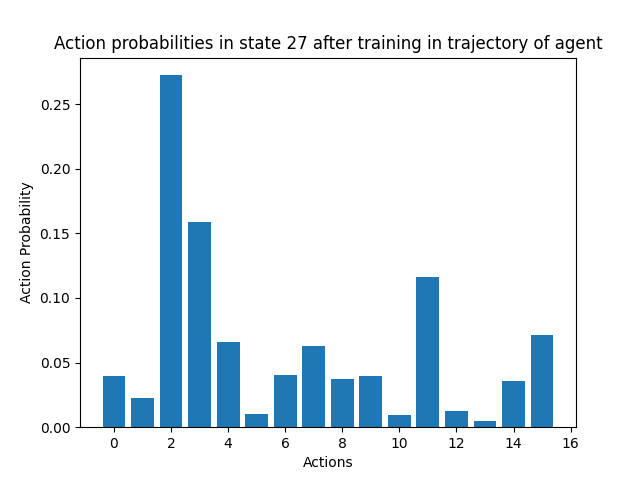 Action probabilities in state 27 after training in trajectory of agent
Action Probability
0.25
0.20
0.15
0.10
0.05
0.00
0 2 4 6 8 10 12 14 16
Actions